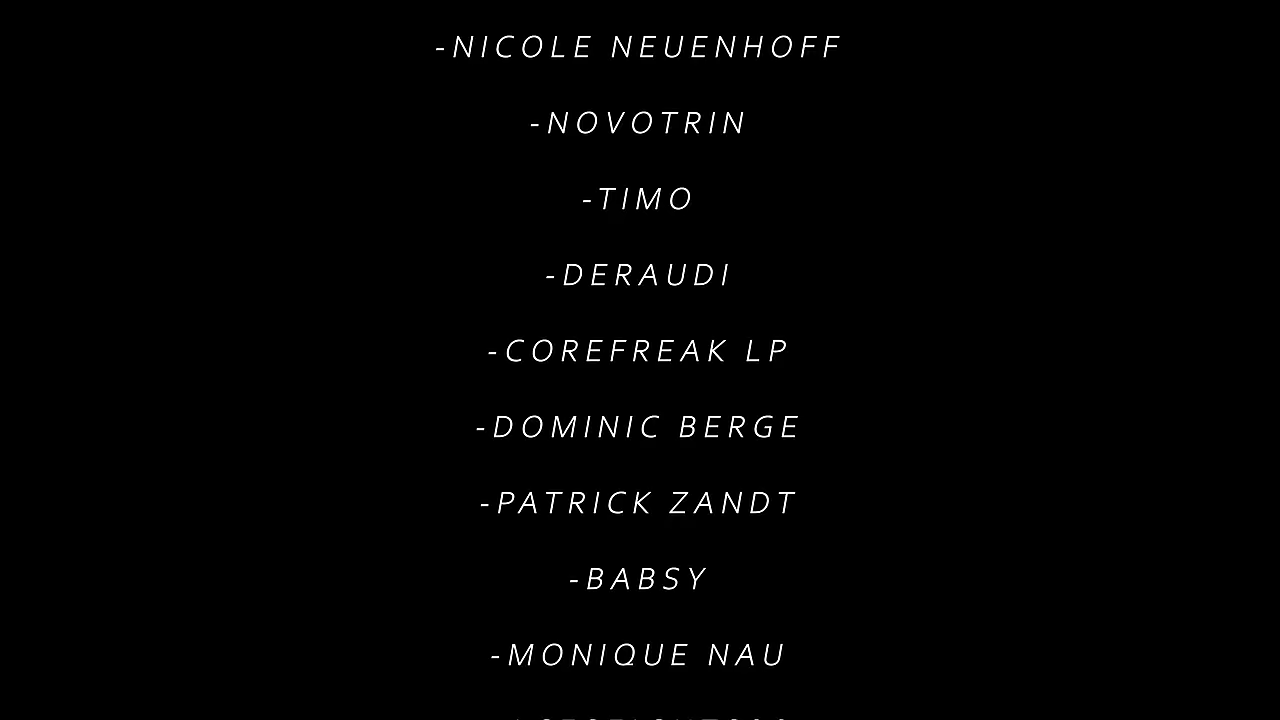 -NICOLE NEUENHOFF
-NOVOTRIN
-TIMO
-DERAUDI
-COREFREAK LP
-DOMINIC BERGE
-PATRICK ZANDT
-BABSY
-MONIQUE NAU